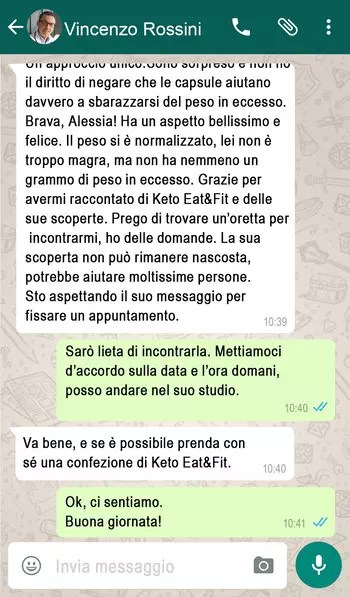 Vincenzo Rossini
Un approccio unico.Sono sorpreso e non ho
il diritto di negare che le capsule aiutano
davvero a sbarazzarsi del peso in eccesso.
Brava, Alessia! Ha un aspetto bellissimo e
felice. Il peso si è normalizzato, lei non è
troppo magra, ma non ha nemmeno un
grammo di peso in eccesso. Grazie per
avermi raccontato di Keto Eat&Fit e delle
sue scoperte. Prego di trovare un'oretta per
incontrarmi, ho delle domande. La sua
scoperta non può rimanere nascosta,
potrebbe aiutare moltissime persone.
Sto aspettando il suo messaggio per
fissare un appuntamento.
10:39
Sarò lieta di incontrarla. Mettiamoci
d'accordo sulla data e l'ora domani,
posso andare nel suo studio.
10:40
Va bene, e se è possibile prenda con
sé una confezione di Keto Eat&Fit.
10:40
Ok, ci sentiamo.
Buona giornata!
10:41
Invia messaggio